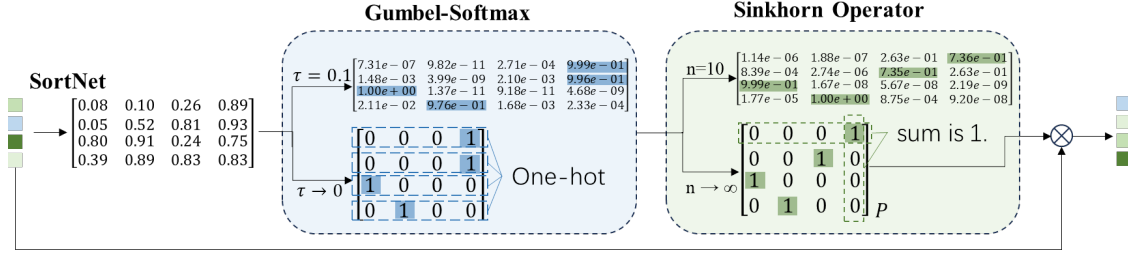 Gumbel-Softmax
Sinkhorn Operator
SortNet
0.08 0.10 0.26 0.89
0.05 0.52 0.81 0.93
0.80 0.91 0.24 0.75
0.39 0.89 0.83 0.83
τ = 0.1
7.31e − 07 9.82e − 11 2.71e − 04 9.99e − 01
1.48e − 03 3.99e − 09 2.10e − 03 9.96e − 01
1.00e + 00 1.37e − 11 9.18e − 11 4.68e − 09
2.11e − 02 9.76e − 01 1.68e − 03 2.33e − 04
τ → 0
0 0 0 1
0 0 0 1
1 0 0 0
0 1 0 0
One-hot
n=10
1.14e − 06 1.88e − 07 2.63e − 01 7.36e − 01
8.39e − 04 2.74e − 06 7.35e − 01 2.63e − 01
9.99e − 01 1.67e − 08 5.67e − 08 2.19e − 09
1.77e − 05 1.00e + 00 8.75e − 04 9.20e − 08
n → ∞
0 0 0 1
0 0 1 0
1 0 0 0
0 1 0 0
P
sum is 1.